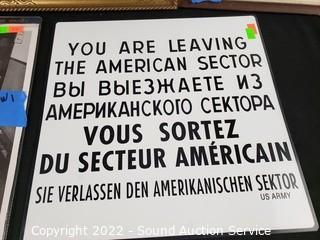 YOU ARE LEAVING
THE AMERICAN SECTOR
ВЫ ВЫЕЗЖАЕТЕ ИЗ
АМЕРИКАНСКОГО СЕКТОРА
VOUS SORTEZ
DU SECTEUR AMÉRICAIN
SIE VERLASSEN DEN AMERIKANISCHEN SEKTOR
US ARMY
Copyright 2022 - Sound Auction Service